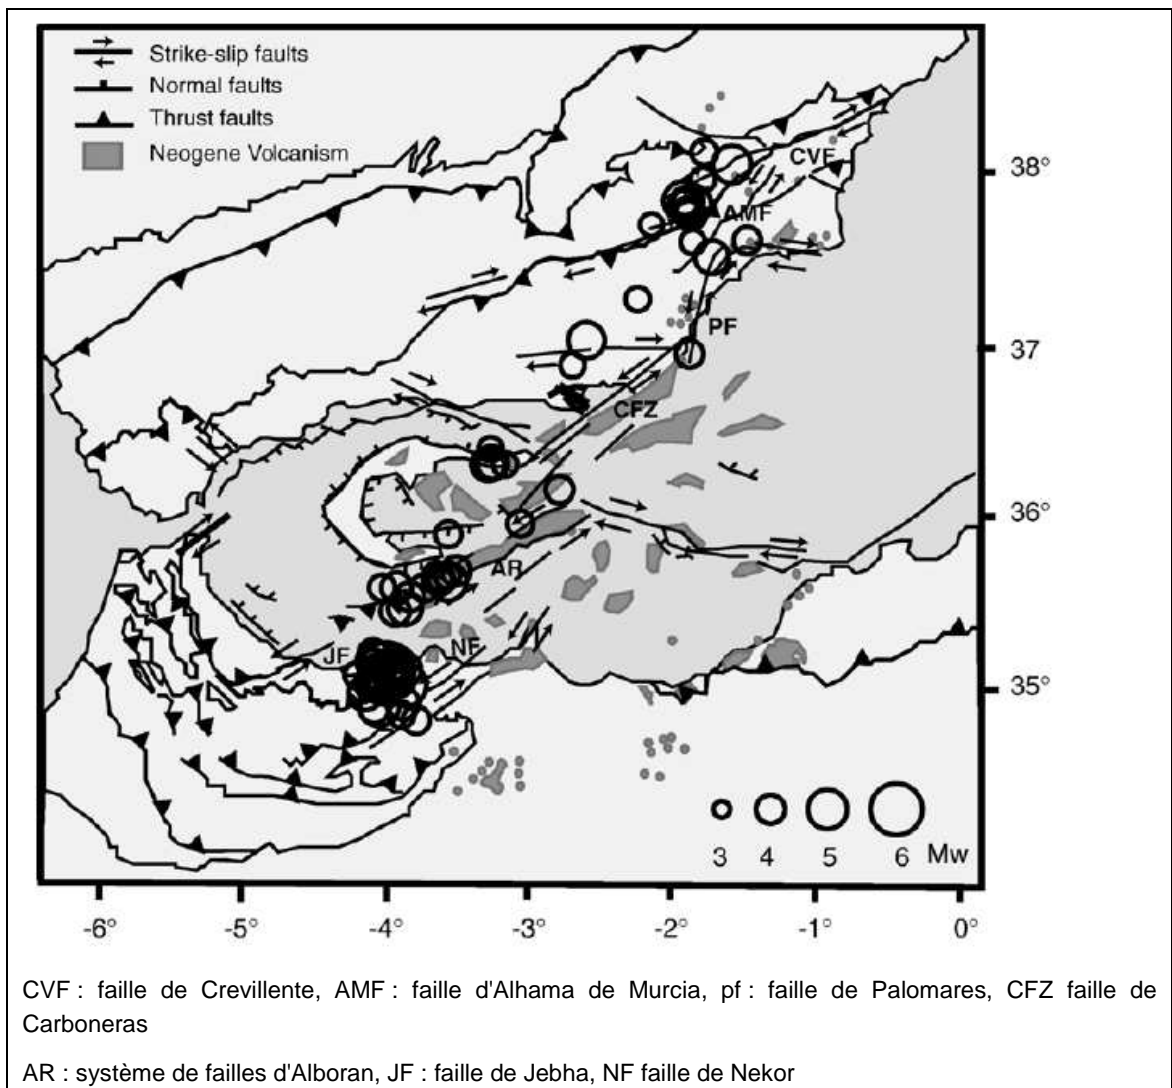 Strike-slip faults
Normal faults
Thrust faults
Neogene Volcanism
CVF
38°
AMF
PF
37°
CFZ
36°
AR
JF
NF
35°
3 4 5 6 Mw
-6° -5° -4° -3° -2° -1° 0°
CVF : faille de Crevillente, AMF : faille d'Alhama de Murcia, pf : faille de Palomares, CFZ faille de
Carboneras
AR : système de failles d'Alboran, JF : faille de Jebha, NF faille de Nekor